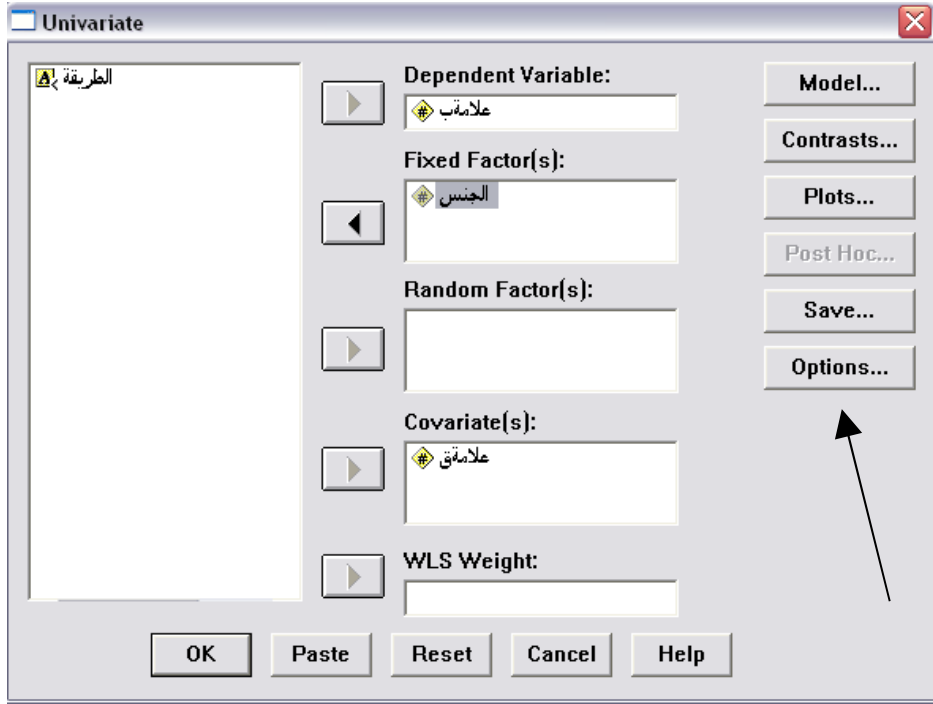 Univariate
الطريقة
Dependent Variable:
علامةب
Fixed Factor(s):
الجنس
Random Factor(s):
Covariate(s):
علامةق
WLS Weight:
Model...
Contrasts...
Plots...
Post Hoc...
Save...
Options...
OK
Paste
Reset
Cancel
Help